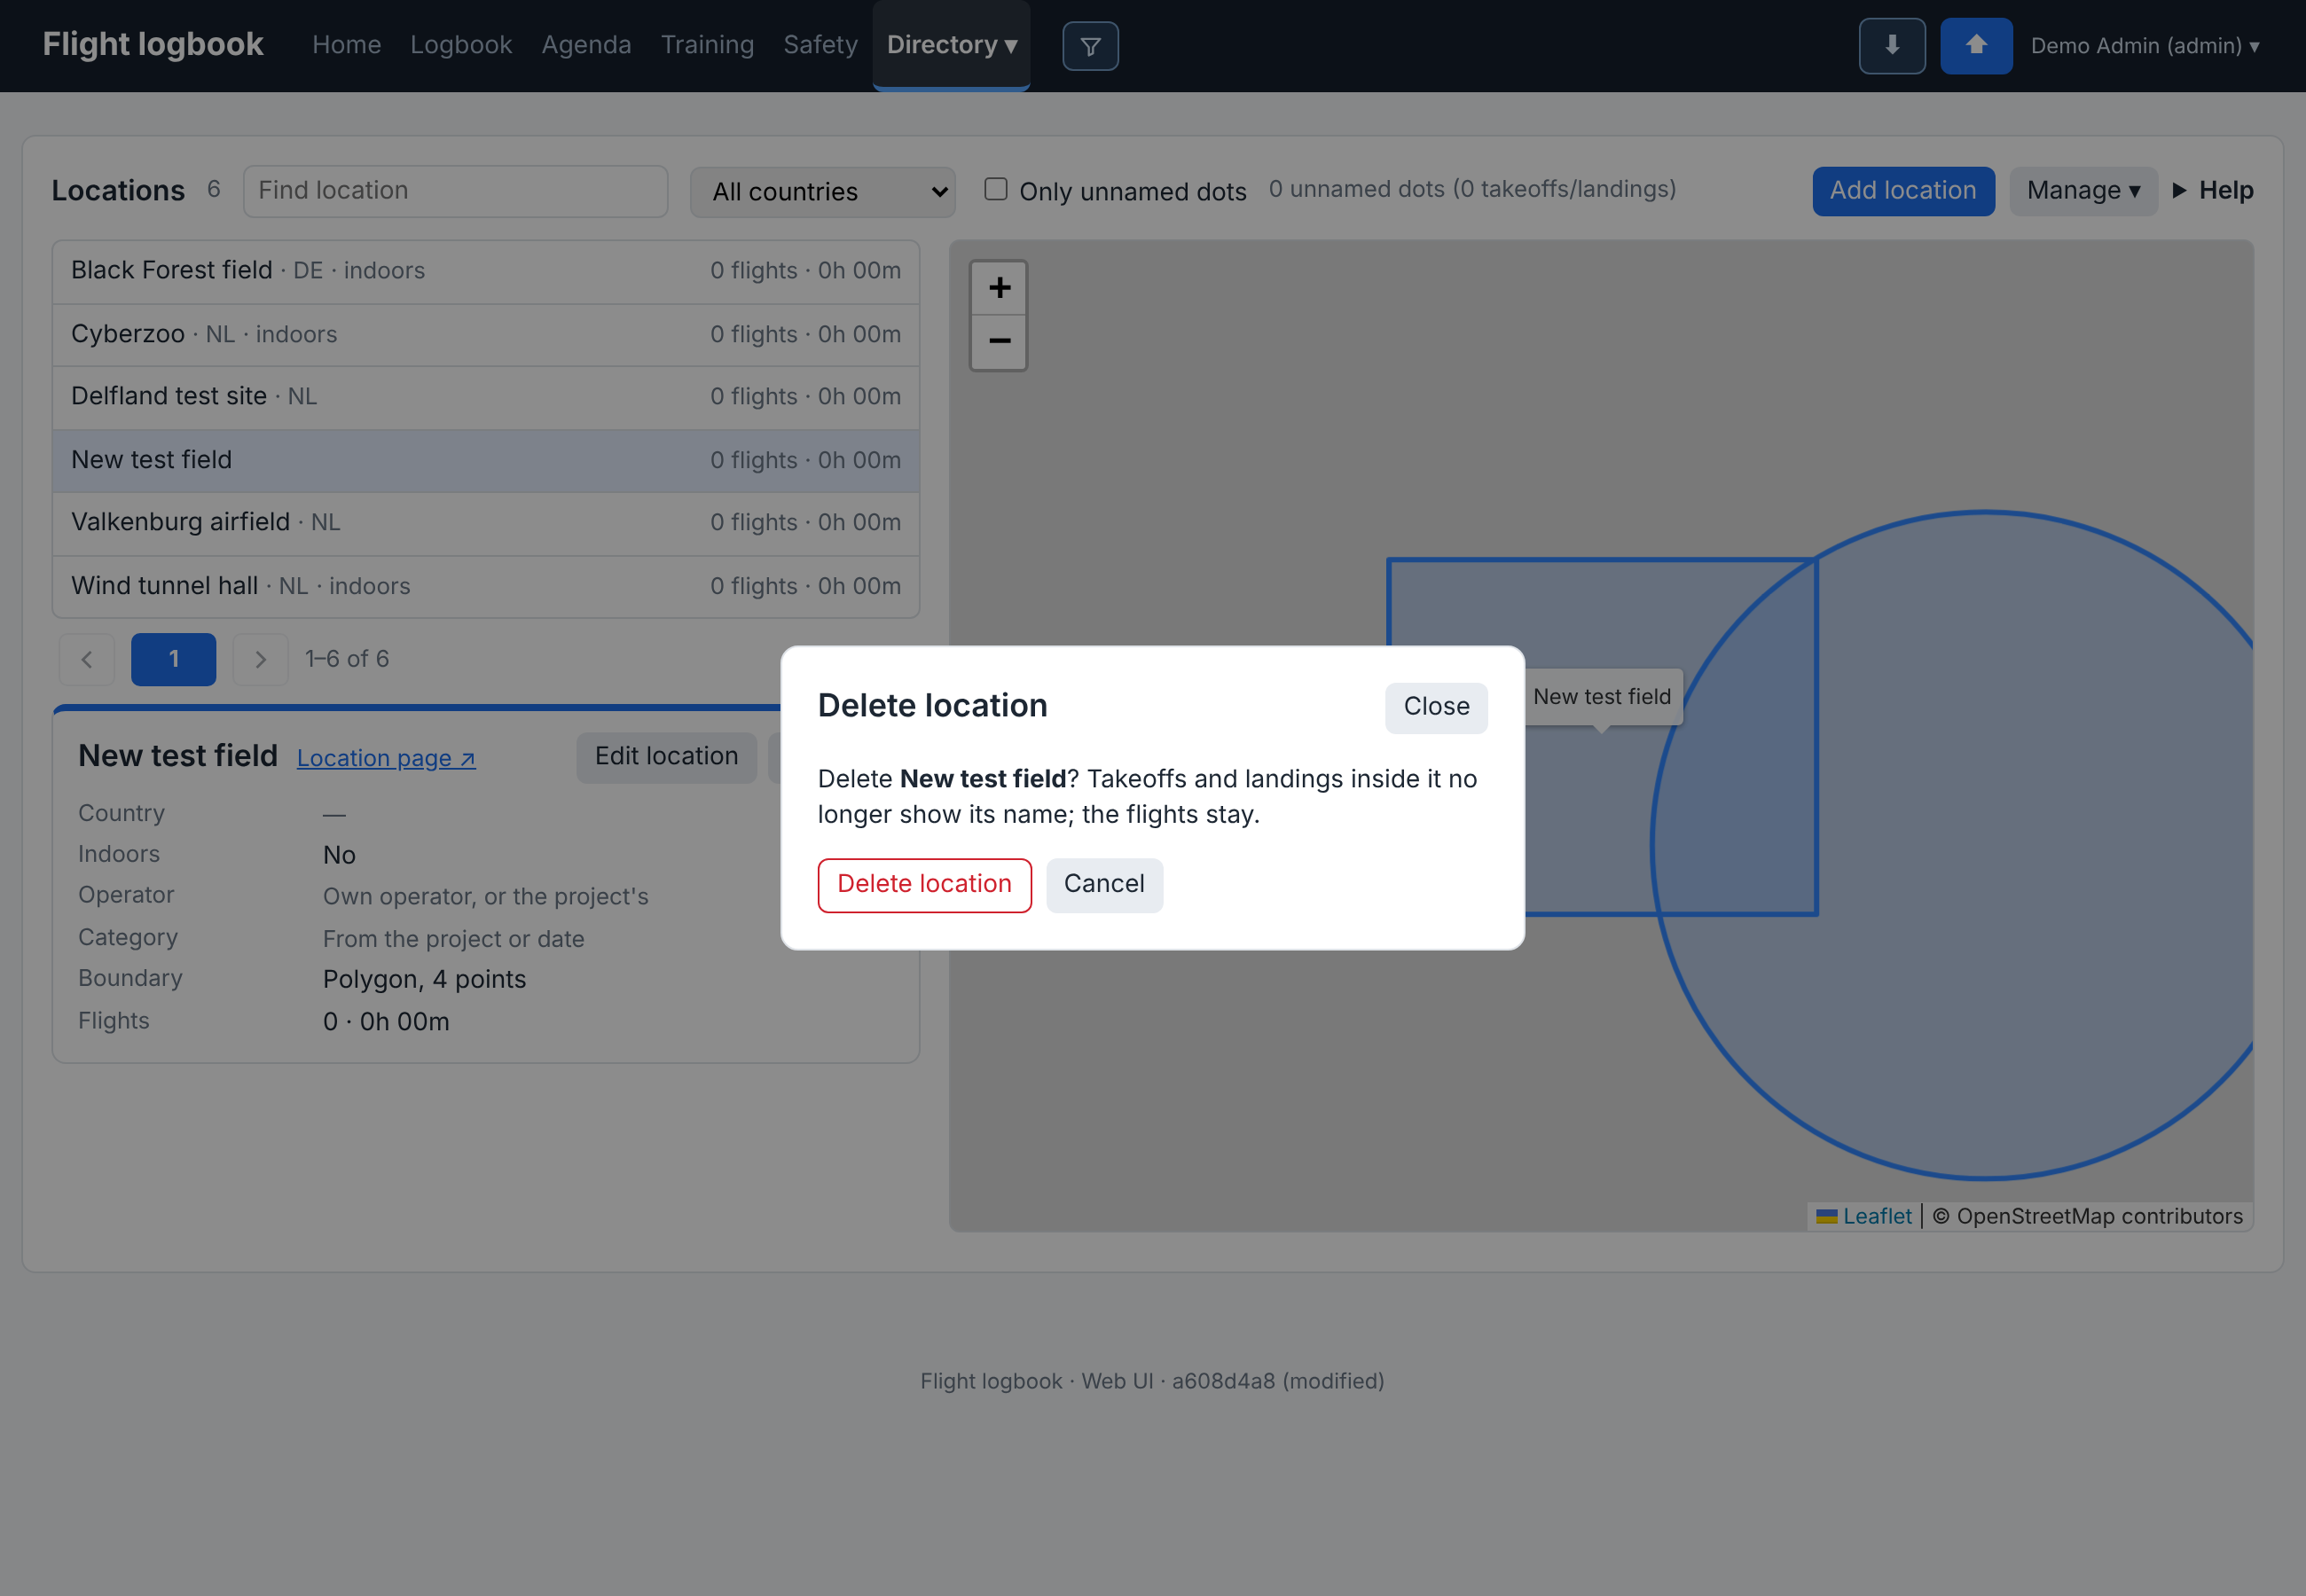 Flight logbook Home Logbook Agenda Training Safety Directory ▾ Demo Admin (admin) ▾
Locations 6 Find location All countries Only unnamed dots 0 unnamed dots (0 takeoffs/landings) Add location Manage ▾ ▶ Help
Black Forest field · DE · indoors 0 flights · 0h 00m
Cyberzoo · NL · indoors 0 flights · 0h 00m
Delfland test site · NL 0 flights · 0h 00m
New test field 0 flights · 0h 00m
Valkenburg airfield · NL 0 flights · 0h 00m
Wind tunnel hall · NL · indoors 0 flights · 0h 00m
1 1–6 of 6
New test field Location page ↗ Edit location
Country —
Indoors No
Operator Own operator, or the project's
Category From the project or date
Boundary Polygon, 4 points
Flights 0 · 0h 00m
+
−
New test field
Delete location Close
Delete New test field? Takeoffs and landings inside it no
longer show its name; the flights stay.
Delete location Cancel
Leaflet | © OpenStreetMap contributors
Flight logbook · Web UI · a608d4a8 (modified)